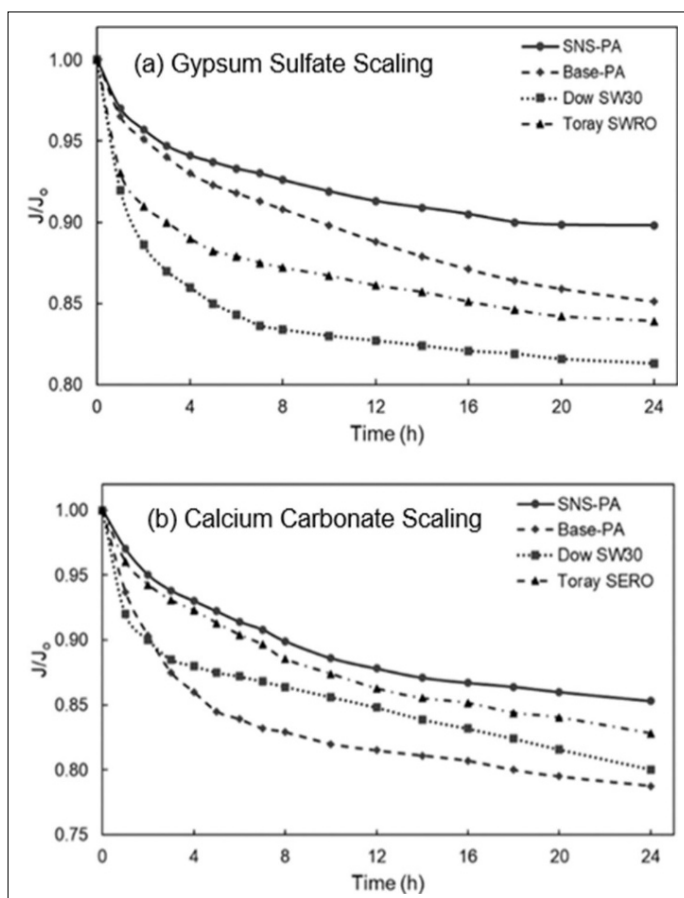 (a) Gypsum Sulfate Scaling
SNS-PA
Base-PA
Dow SW30
Toray SWRO
1.00
0.95
0.90
0.85
0.80
J/Jo
0 4 8 12 16 20 24
Time (h)
(b) Calcium Carbonate Scaling
SNS-PA
Base-PA
Dow SW30
Toray SERO
1.00
0.95
0.90
0.85
0.80
0.75
J/Jo
0 4 8 12 16 20 24
Time (h)